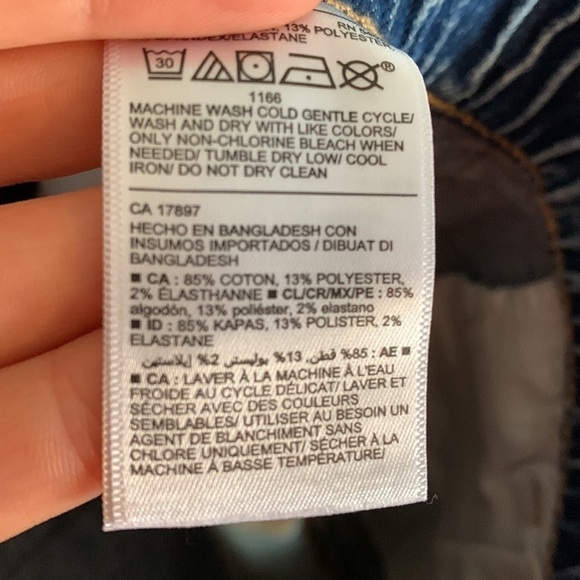 13% POLYESTER,
/ELASTANE
30
®
1166
MACHINE WASH COLD GENTLE CYCLE/
WASH AND DRY WITH LIKE COLORS/
ONLY NON-CHLORINE BLEACH WHEN
NEEDED/ TUMBLE DRY LOW/ COOL
IRON/ DO NOT DRY CLEAN
CA 17897
HECHO EN BANGLADESH CON
INSUMOS IMPORTADOS / DIBUAT DI
BANGLADESH
■ CA : 85% COTON, 13% POLYESTER,
2% ÉLASTHANNE ■ CL/CR/MX/PE : 85%
algodón, 13% poliéster, 2% elastano
■ ID : 85% KAPAS, 13% POLISTER, 2%
ELASTANE
■ AE : 85% قطن, 13% بوليستر, 2% إيلاستين
■ CA : LAVER À LA MACHINE À L'EAU
FROIDE AU CYCLE DÉLICAT/ LAVER ET
SÉCHER AVEC DES COULEURS
SEMBLABLES/ UTILISER AU BESOIN UN
AGENT DE BLANCHIMENT SANS
CHLORE UNIQUEMENT/ SÉCHER À LA
MACHINE À BASSE TEMPÉRATURE/